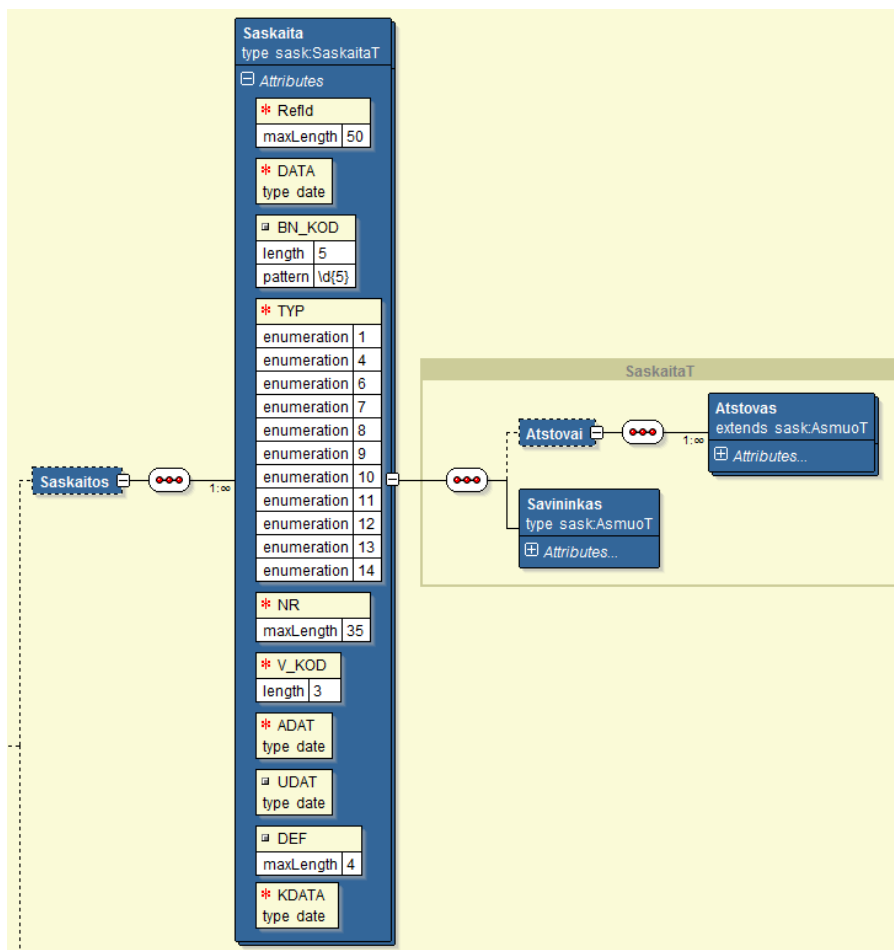 Saskaita
type sask:SaskaitaT
Attributes
RefId
maxLength 50
DATA
type date
BN_KOD
length 5
pattern \d{5}
TYP
enumeration 1
enumeration 4
enumeration 6
enumeration 7
enumeration 8
enumeration 9
enumeration 10
enumeration 11
enumeration 12
enumeration 13
enumeration 14
NR
maxLength 35
V_KOD
length 3
ADAT
type date
UDAT
type date
DEF
maxLength 4
KDATA
type date
Saskaitos
1:∞
SaskaitaT
Atstovai
1:∞
Atstovas
extends sask:AsmuoT
Attributes...
Savininkas
type sask:AsmuoT
Attributes...